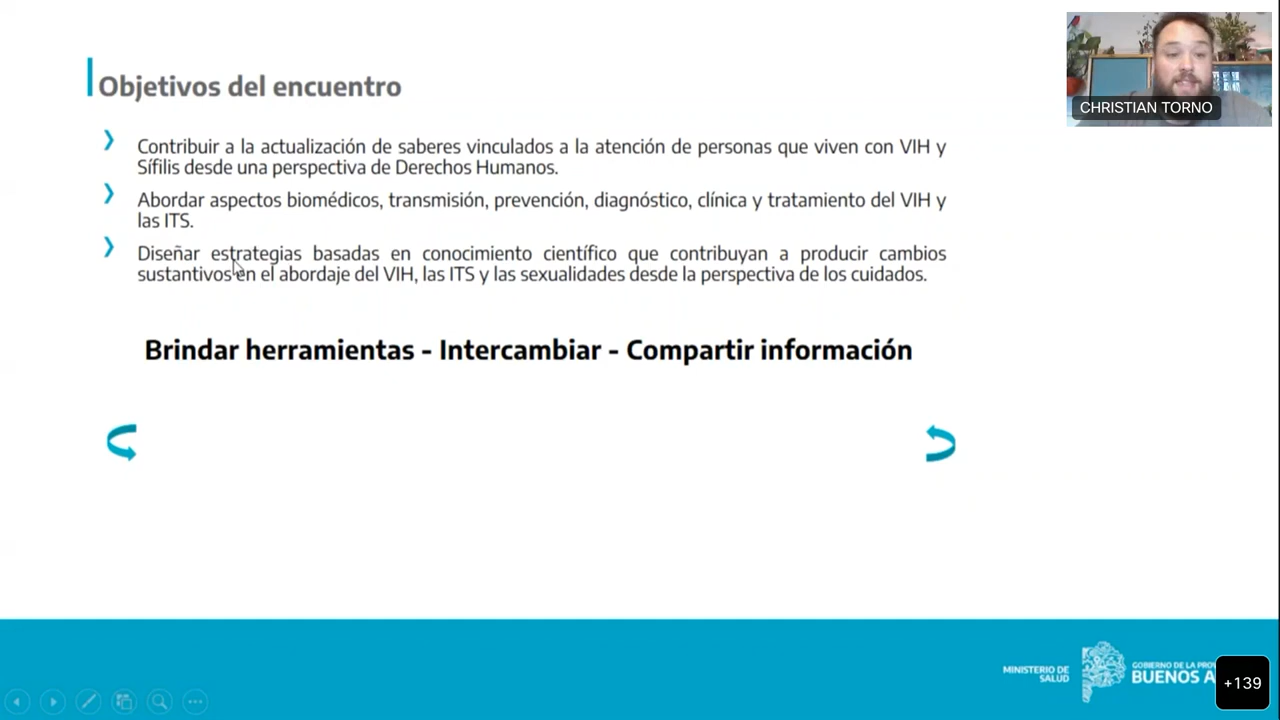 Objetivos del encuentro
Contribuir a la actualización de saberes vinculados a la atención de personas que viven con VIH y
Sífilis desde una perspectiva de Derechos Humanos.
Abordar aspectos biomédicos, transmisión, prevención, diagnóstico, clínica y tratamiento del VIH y
las ITS.
Diseñar estrategias basadas en conocimiento científico que contribuyan a producir cambios
sustantivos en el abordaje del VIH, las ITS y las sexualidades desde la perspectiva de los cuidados.
Brindar herramientas - Intercambiar - Compartir información
CHRISTIAN TORNO
MINISTERIO DE
SALUD
GOBIERNO DE LA
BUENOS
+139